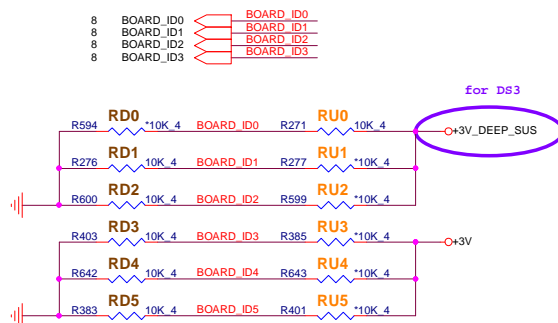 8 BOARD_ID0 BOARD_ID0
8 BOARD_ID1 BOARD_ID1
8 BOARD_ID2 BOARD_ID2
8 BOARD_ID3 BOARD_ID3
for DS3
RD0 RU0
R594 *10K_4 BOARD_ID0 R271 10K_4 +3V_DEEP_SUS
RD1 RU1
R276 10K_4 BOARD_ID1 R277 *10K_4
RD2 RU2
R600 10K_4 BOARD_ID2 R599 *10K_4
RD3 RU3
R403 10K_4 BOARD_ID3 R385 *10K_4 +3V
RD4 RU4
R642 10K_4 BOARD_ID4 R643 *10K_4
RD5 RU5
R383 10K_4 BOARD_ID5 R401 *10K_4